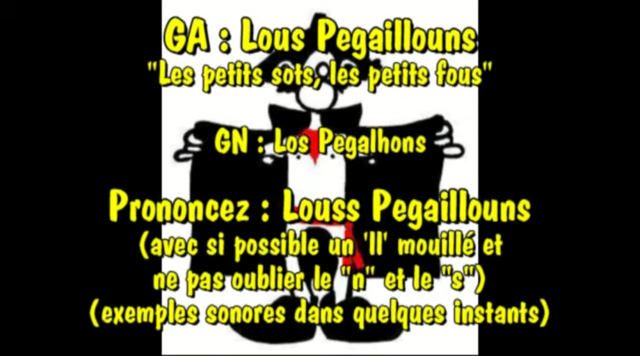 GA : Lous Pegaillouns
"Les petits sots, les petits fous"
GN : Los Pegalhons
Prononcez : Louss Pegaillouns
(avec si possible un 'll' mouillé et
ne pas oublier le "n" et le "s")
(exemples sonores dans quelques instants)